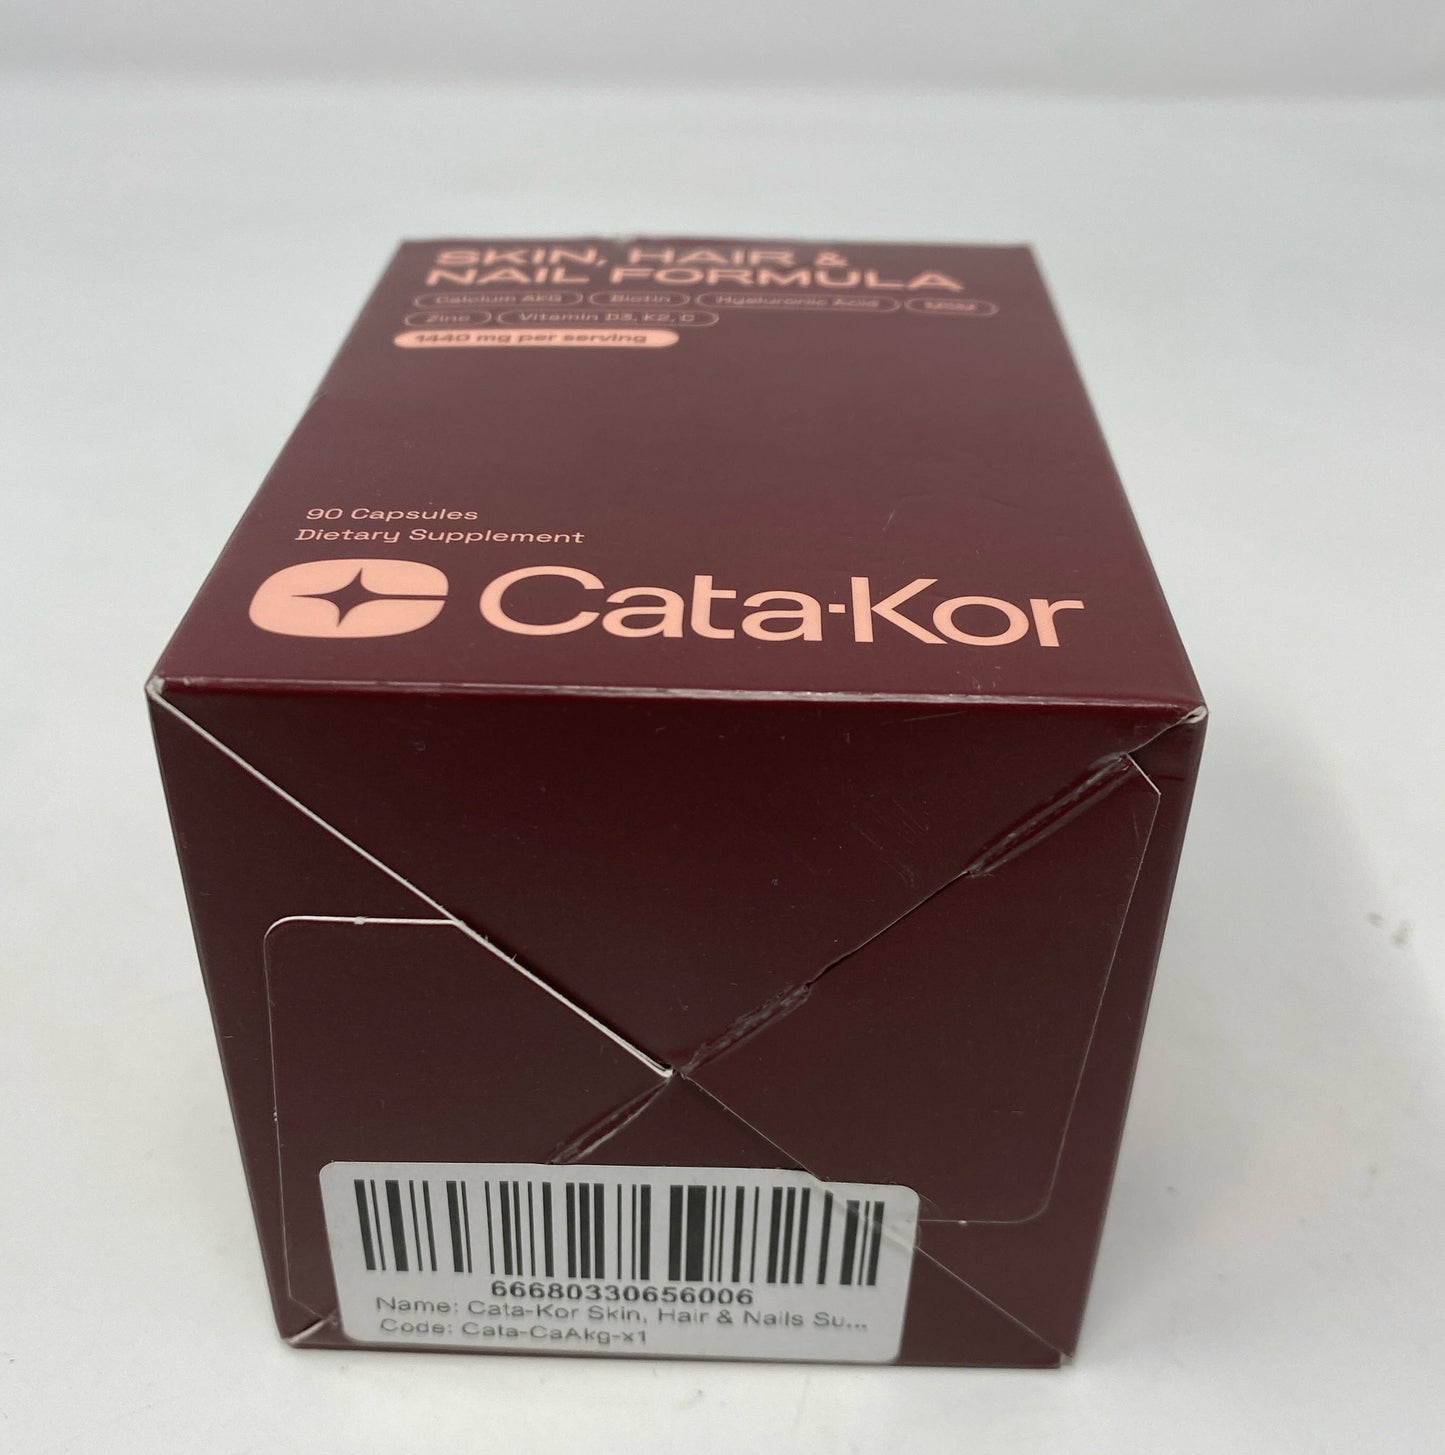 SKIN, HAIR &
NAIL FORMULA
Calcium AKG Biotin Hyaluronic Acid MSM
Zinc Vitamin D3, K2, C
1440 mg per serving
90 Capsules
Dietary Supplement
Cata-Kor
66680330656006
Name: Cata-Kor Skin, Hair & Nails Su...
Code: Cata-CaAkg-x1